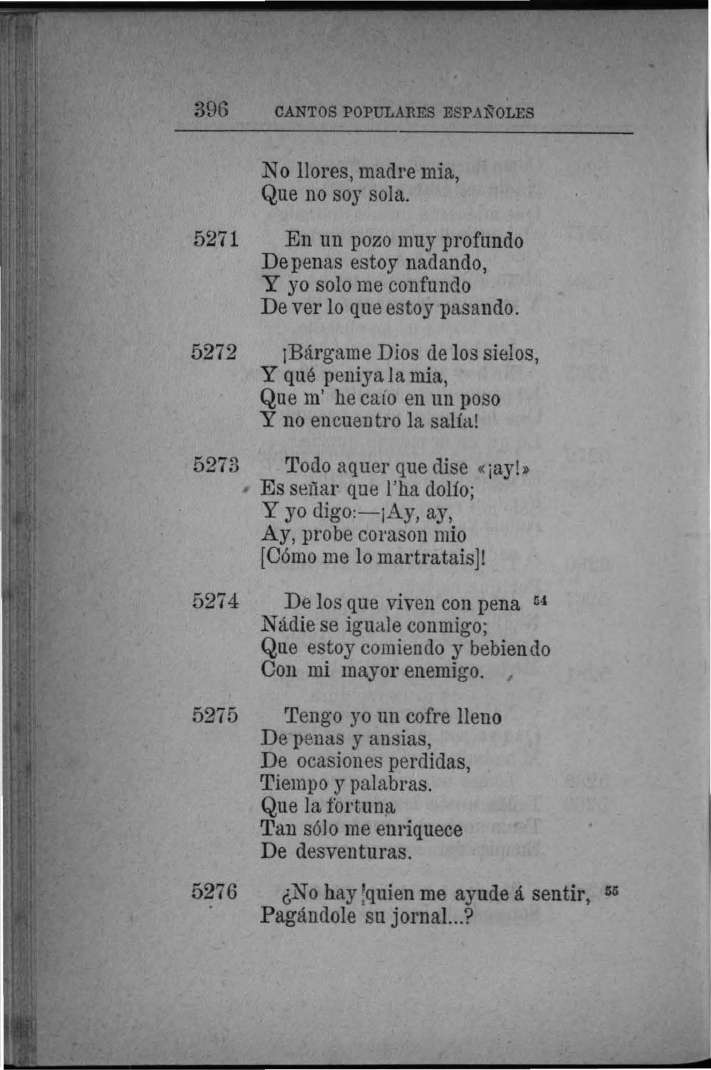 396 CANTOS POPULARES ESPAÑOLES
No llores, madre mia,
Que no soy sola.
5271 En un pozo muy profundo
De penas estoy nadando,
Y yo solo me confundo
De ver lo que estoy pasando.
5272 ¡Bárgame Dios de los sielos,
Y qué peniya la mia,
Que m' he caío en un poso
Y no encuentro la salía!
5273 Todo aquer que dise «¡ay!»
Es señar que l'ha dolío;
Y yo digo:—¡Ay, ay,
Ay, probe corason mio
[Cómo me lo martratais]!
5274 De los que viven con pena 54
Nádie se iguale conmigo;
Que estoy comiendo y bebiendo
Con mi mayor enemigo.
5275 Tengo yo un cofre lleno
De penas y ansias,
De ocasiones perdidas,
Tiempo y palabras.
Que la fortuna
Tan sólo me enriquece
De desventuras.
5276 ¿No hay quien me ayude á sentir, 55
Pagándole su jornal...?